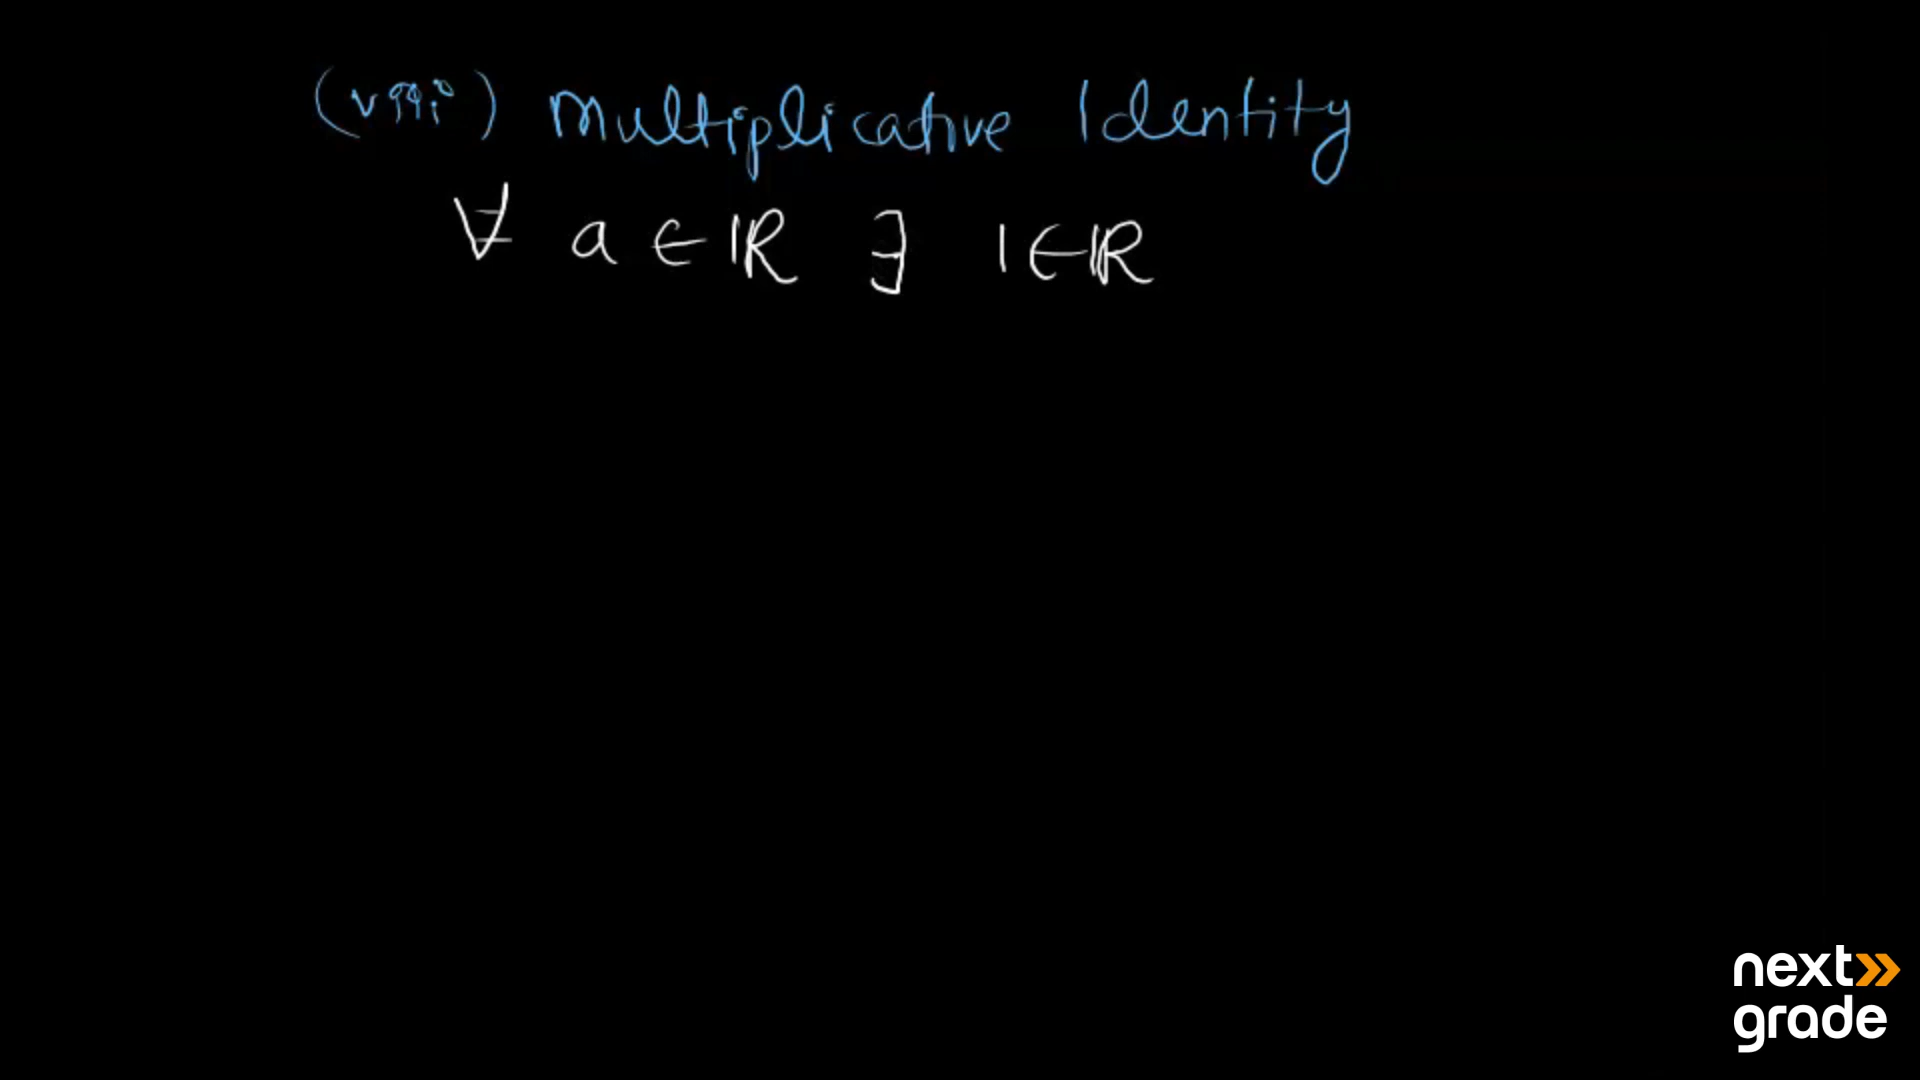 (viii) Multiplicative Identity
∀ a ∈ ℝ ∃ 1 ∈ ℝ
next
grade